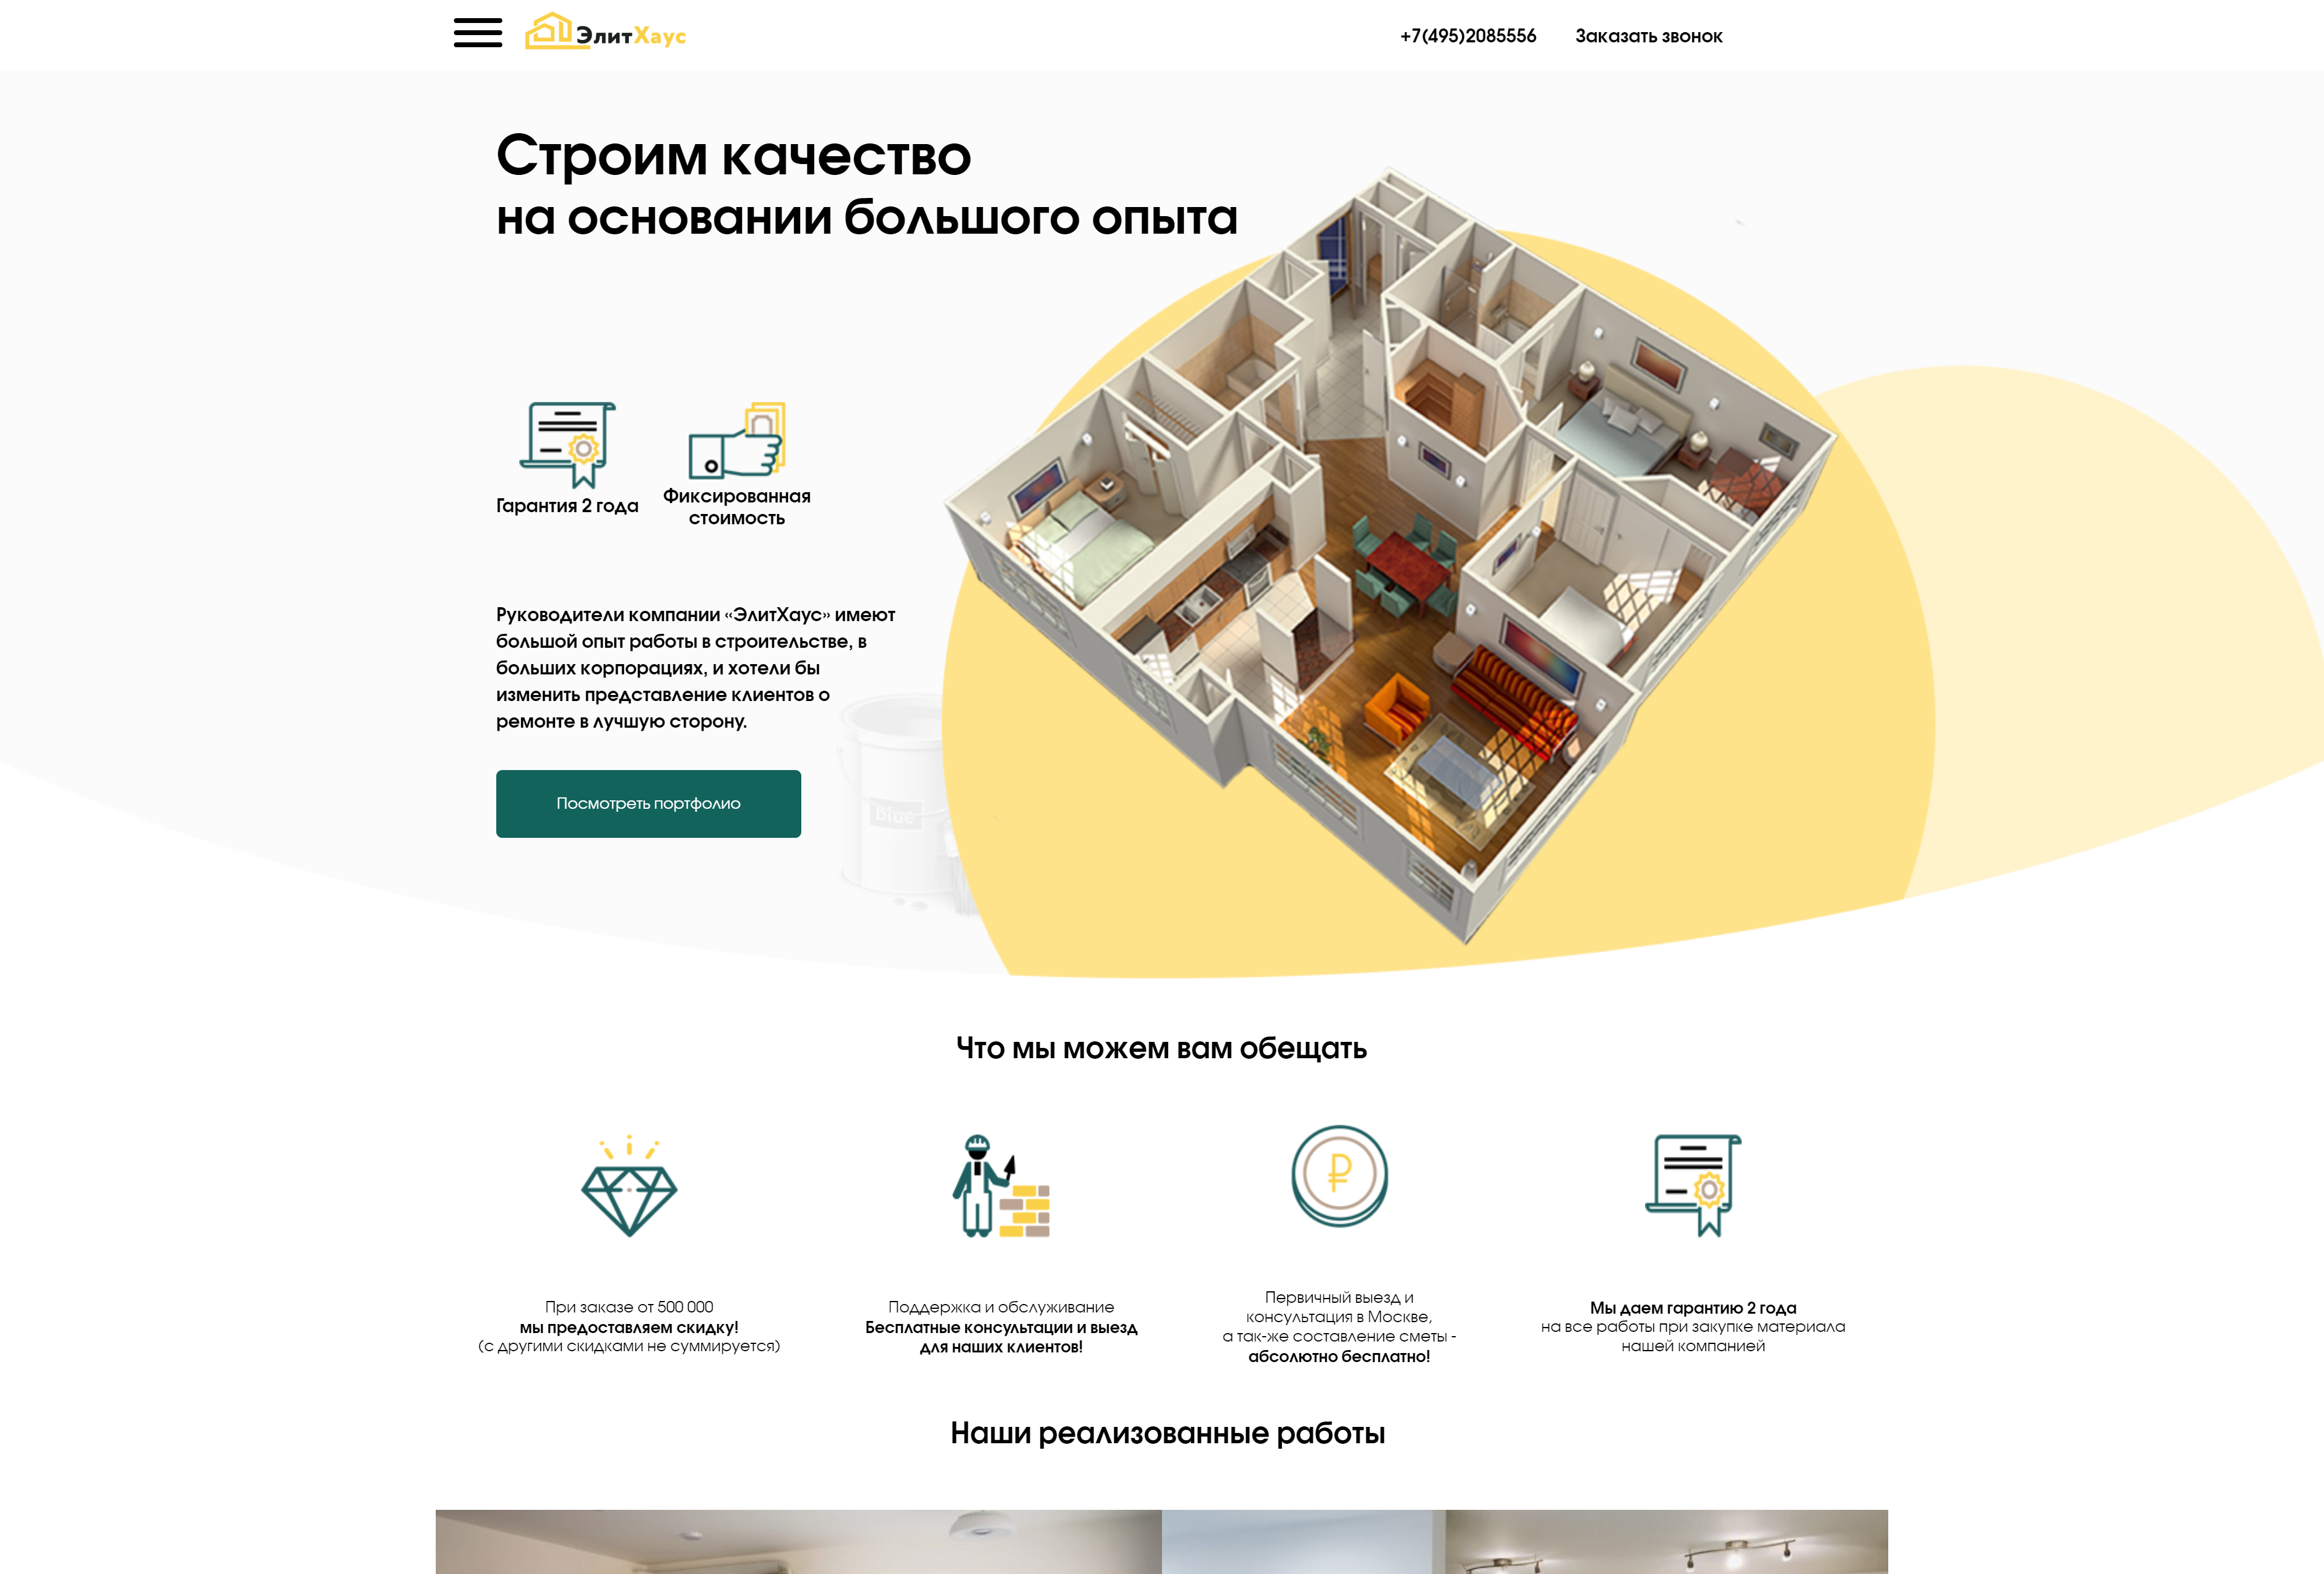 ЭлитХаус
+7(495)2085556
Заказать звонок
Строим качество
на основании большого опыта
Гарантия 2 года
Фиксированная
стоимость
Руководители компании «ЭлитХаус» имеют
большой опыт работы в строительстве, в
больших корпорациях, и хотели бы
изменить представление клиентов о
ремонте в лучшую сторону.
blue
Посмотреть портфолио
Что мы можем вам обещать
При заказе от 500 000
мы предоставляем скидку!
(с другими скидками не суммируется)
Поддержка и обслуживание
Бесплатные консультации и выезд
для наших клиентов!
Первичный выезд и
консультация в Москве,
а так-же составление сметы -
абсолютно бесплатно!
Мы даем гарантию 2 года
на все работы при закупке материала
нашей компанией
Наши реализованные работы